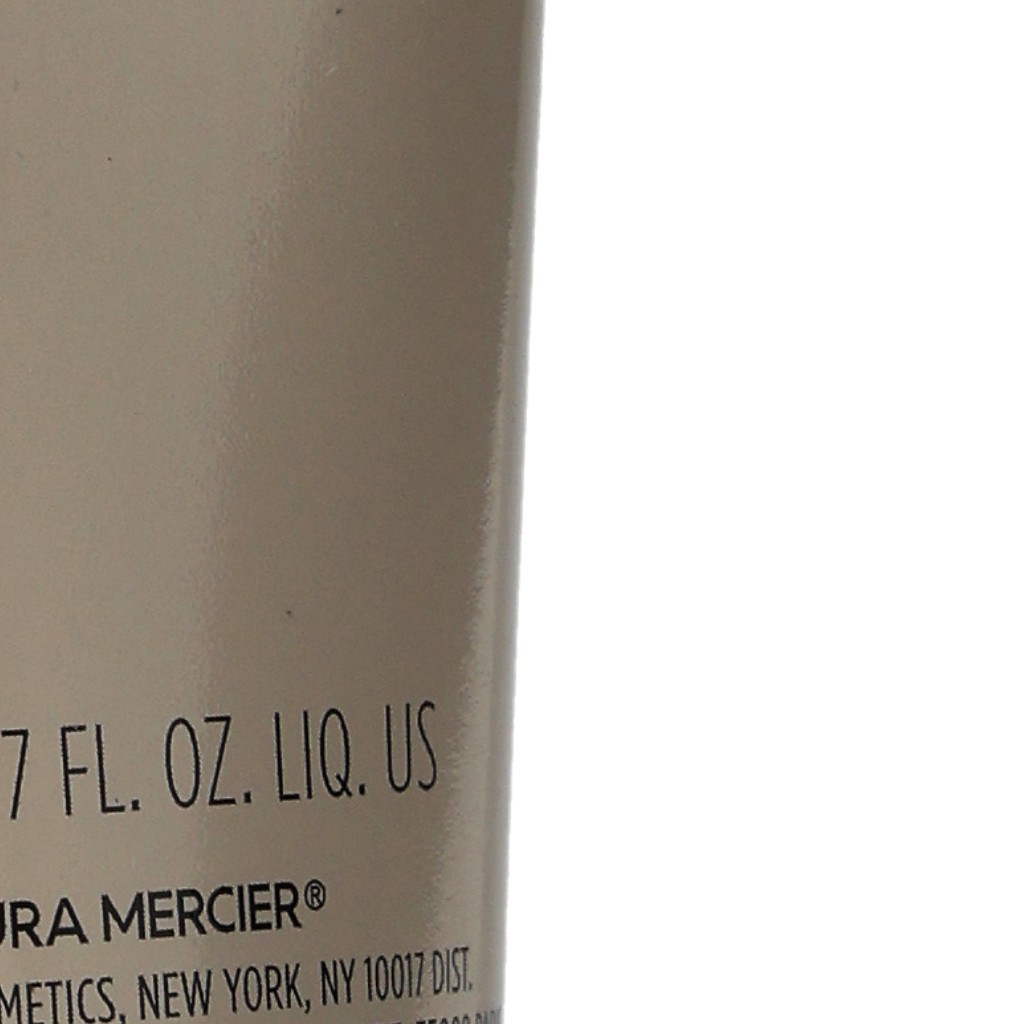 7 FL. OZ. LIQ. US
URA MERCIER®
METICS, NEW YORK, NY 10017 DIST.